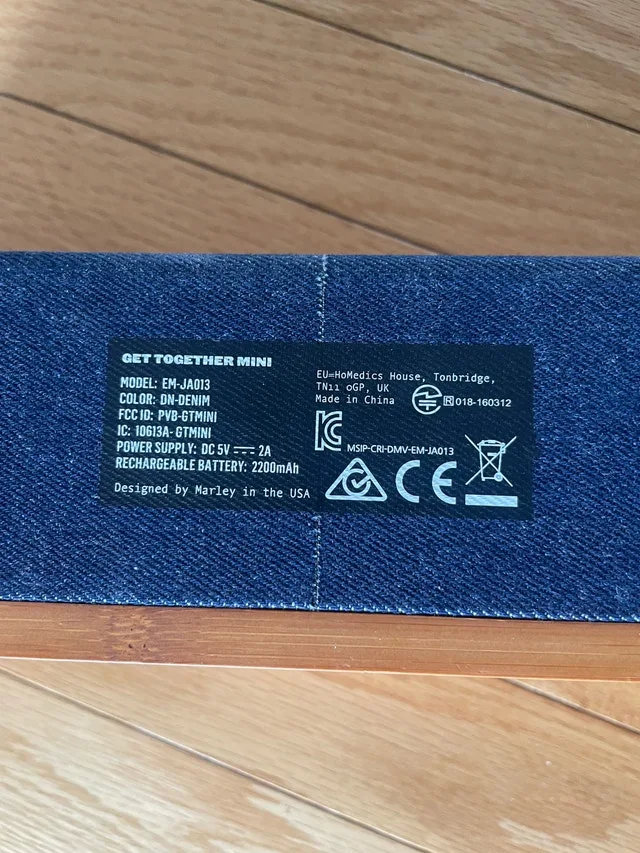 GET TOGETHER MINI
MODEL: EM-JA013
COLOR: DN-DENIM
FCC ID: PVB-GTMINI
IC: 10613A-GTMINI
POWER SUPPLY: DC 5V ⎓ 2A
RECHARGEABLE BATTERY: 2200mAh
Designed by Marley in the USA
EU=HoMedics House, Tonbridge,
TN11 0GP, UK
Made in China
R 018-160312
MSIP-CRI-DMV-EM-JA013
CE